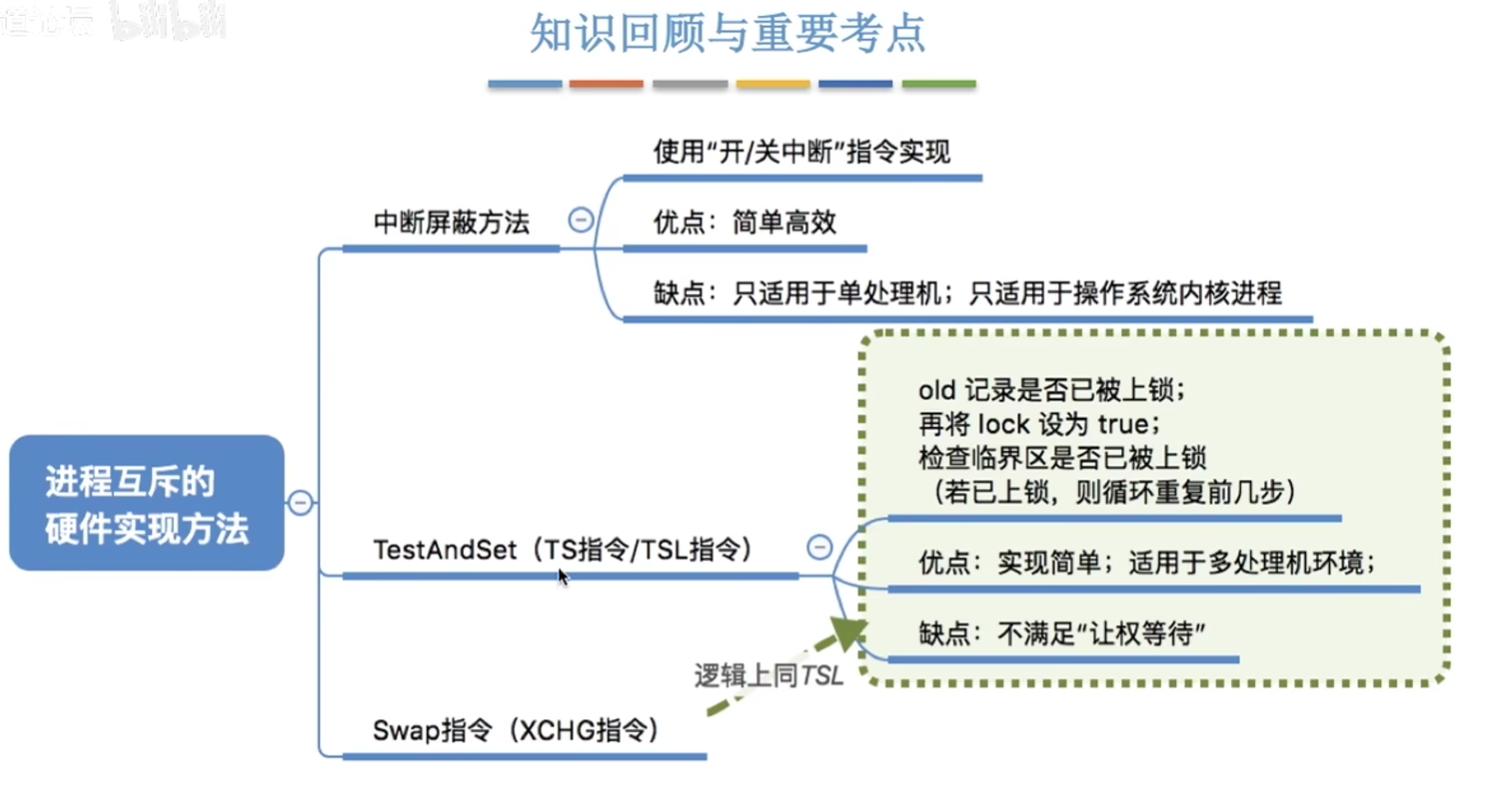 道论坛 bilibili
知识回顾与重要考点
使用“开/关中断”指令实现
中断屏蔽方法
优点：简单高效
缺点：只适用于单处理机；只适用于操作系统内核进程
进程互斥的
硬件实现方法
old 记录是否已被上锁；
再将 lock 设为 true；
检查临界区是否已被上锁
（若已上锁，则循环重复前几步）
TestAndSet（TS指令/TSL指令）
优点：实现简单；适用于多处理机环境；
缺点：不满足“让权等待”
逻辑上同TSL
Swap指令（XCHG指令）